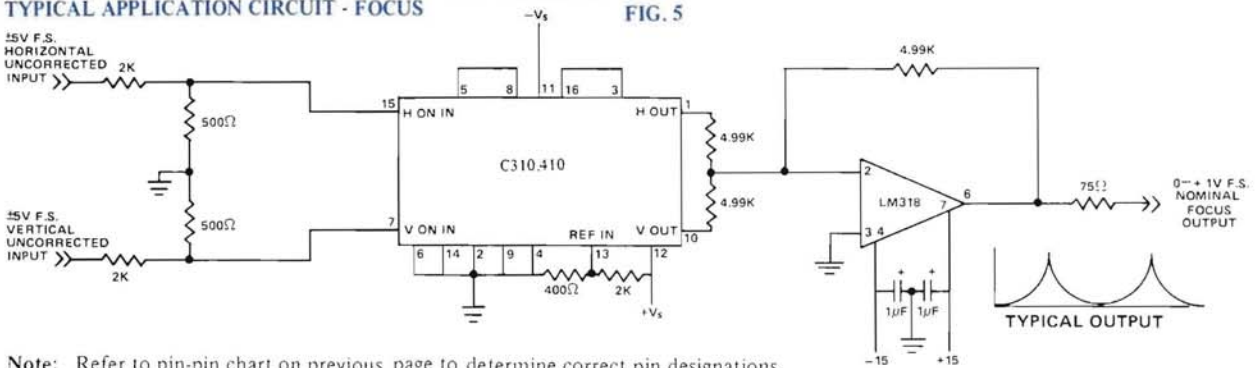 TYPICAL APPLICATION CIRCUIT - FOCUS
FIG. 5
–Vs
±5V F.S.
HORIZONTAL
UNCORRECTED
INPUT
2K
500Ω
500Ω
±5V F.S.
VERTICAL
UNCORRECTED
INPUT
2K
5
8
11
16
3
15
H ON IN
H OUT
1
C310.410
7
V ON IN
REF IN
V OUT
10
6
14
2
9
4
13
12
400Ω
2K
+Vs
4.99K
4.99K
4.99K
2
LM318
7
6
3 4
75Ω
0–+ 1V F.S.
NOMINAL
FOCUS
OUTPUT
+
+
1μF
1μF
–15
+15
TYPICAL OUTPUT
Note: Refer to pin-pin chart on previous page to determine correct pin designations